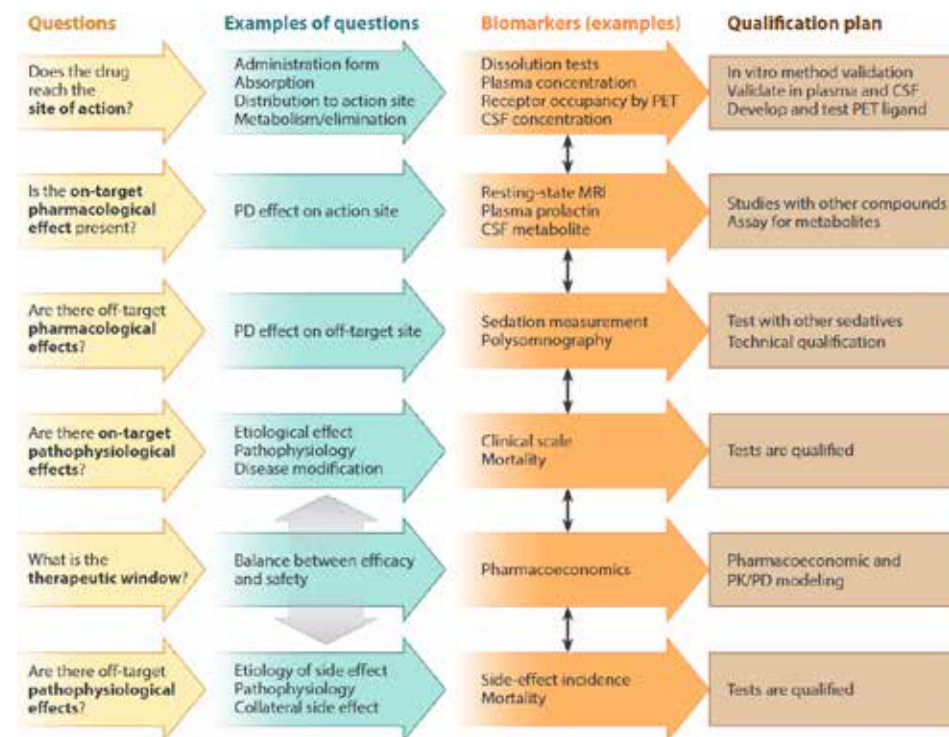 Questions
Examples of questions
Biomarkers (examples)
Qualification plan
Does the drug
reach the
site of action?
Administration form
Absorption
Distribution to action site
Metabolism/elimination
Dissolution tests
Plasma concentration
Receptor occupancy by PET
CSF concentration
In vitro method validation
Validate in plasma and CSF
Develop and test PET ligand
Is the on-target
pharmacological
effect present?
PD effect on action site
Resting-state MRI
Plasma prolactin
CSF metabolite
Studies with other compounds
Assay for metabolites
Are there off-target
pharmacological
effects?
PD effect on off-target site
Sedation measurement
Polysomnography
Test with other sedatives
Technical qualification
Are there on-target
pathophysiological
effects?
Etiological effect
Pathophysiology
Disease modification
Clinical scale
Mortality
Tests are qualified
What is the
therapeutic window?
Balance between efficacy
and safety
Pharmacoeconomics
Pharmacoeconomic and
PK/PD modeling
Are there off-target
pathophysiological
effects?
Etiology of side effect
Pathophysiology
Collateral side effect
Side-effect incidence
Mortality
Tests are qualified